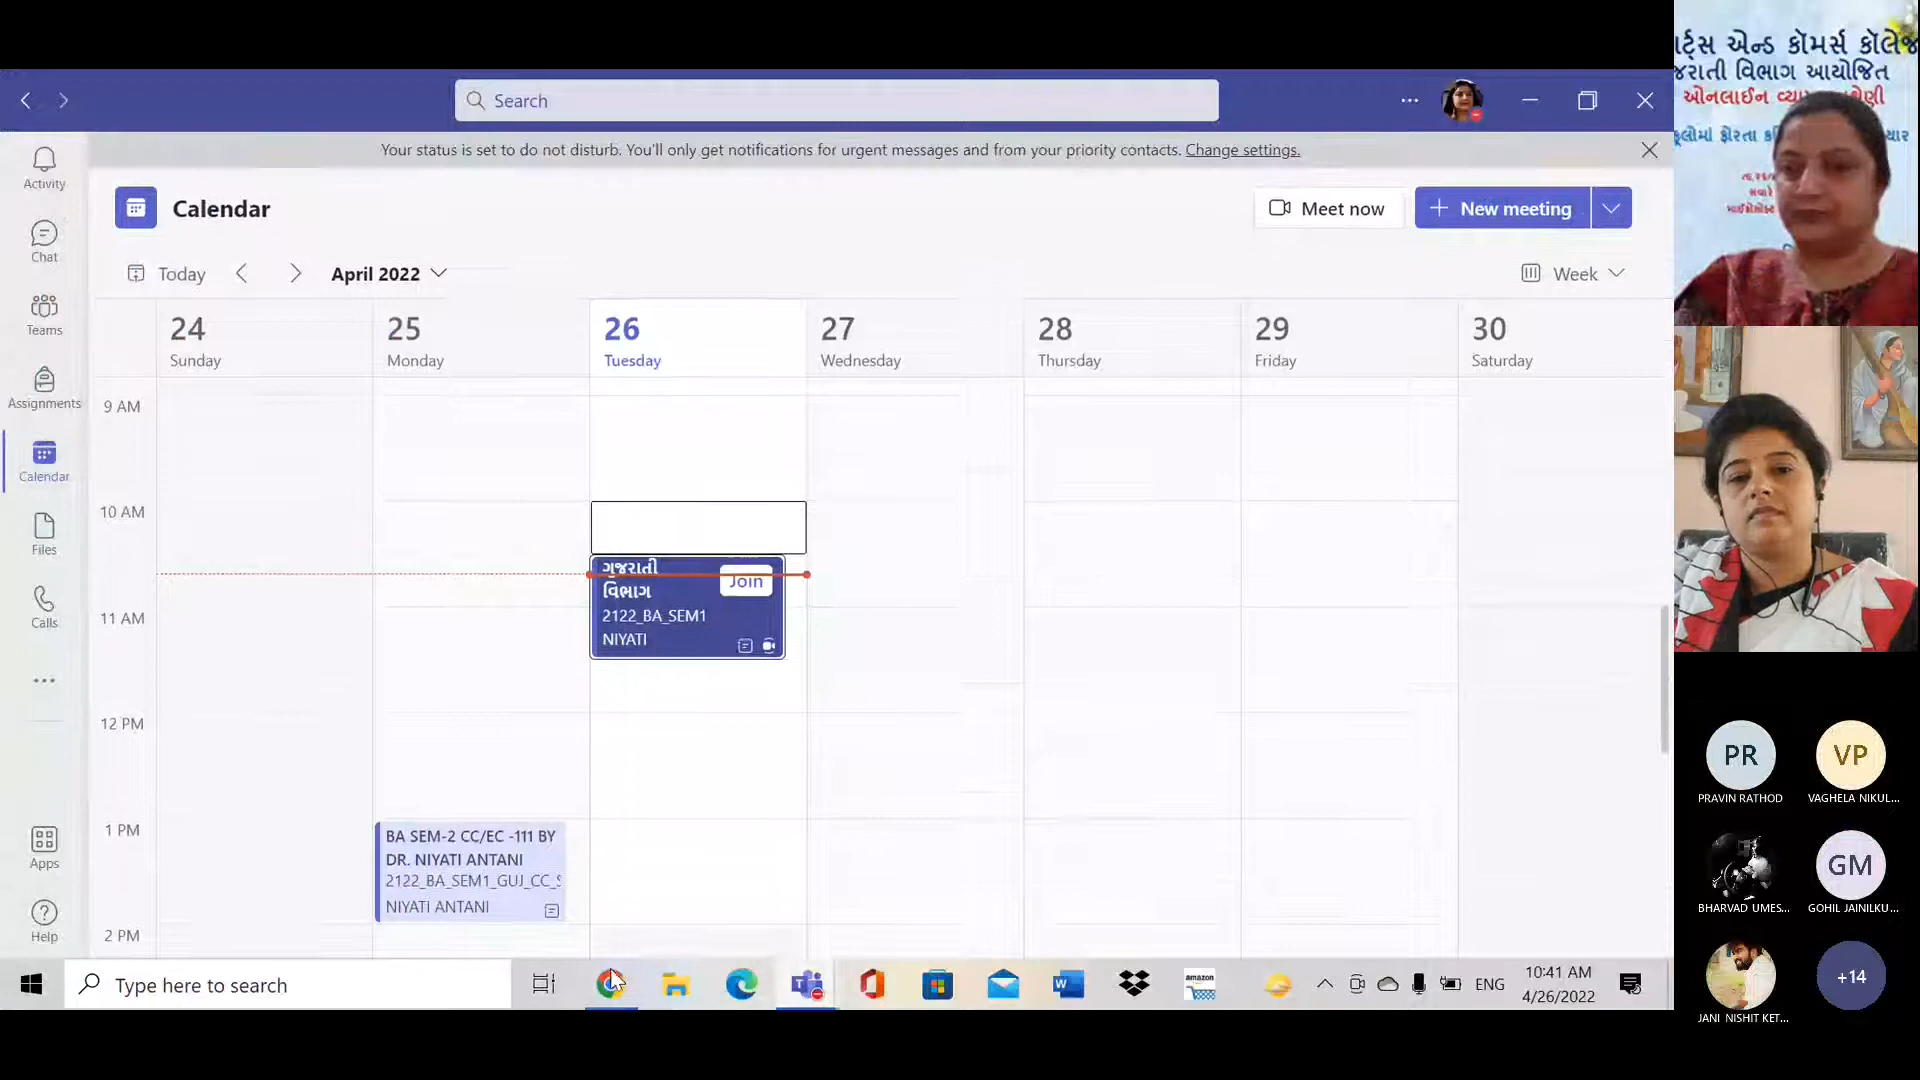 Search
Your status is set to do not disturb. You'll only get notifications for urgent messages and from your priority contacts. Change settings.
Activity
Chat
Teams
Assignments
Calendar
Files
Calls
Apps
Help
Calendar
Meet now
New meeting
Today
April 2022
Week
24
Sunday
25
Monday
26
Tuesday
27
Wednesday
28
Thursday
29
Friday
30
Saturday
9 AM
10 AM
11 AM
12 PM
1 PM
2 PM
ગુજરાતી
વિભાગ
Join
2122_BA_SEM1
NIYATI
BA SEM-2 CC/EC -111 BY
DR. NIYATI ANTANI
2122_BA_SEM1_GUJ_CC_S
NIYATI ANTANI
Type here to search
amazon
ENG
10:41 AM
4/26/2022
એન્ડ કૉમર્સ કૉલેજ
વિભાગ આયોજિત
ઓનલાઈન
ફોરતા
PR
PRAVIN RATHOD
VP
VAGHELA NIKUL...
BHARVAD UMES...
GM
GOHIL JAINILKU...
JANI NISHIT KET...
+14